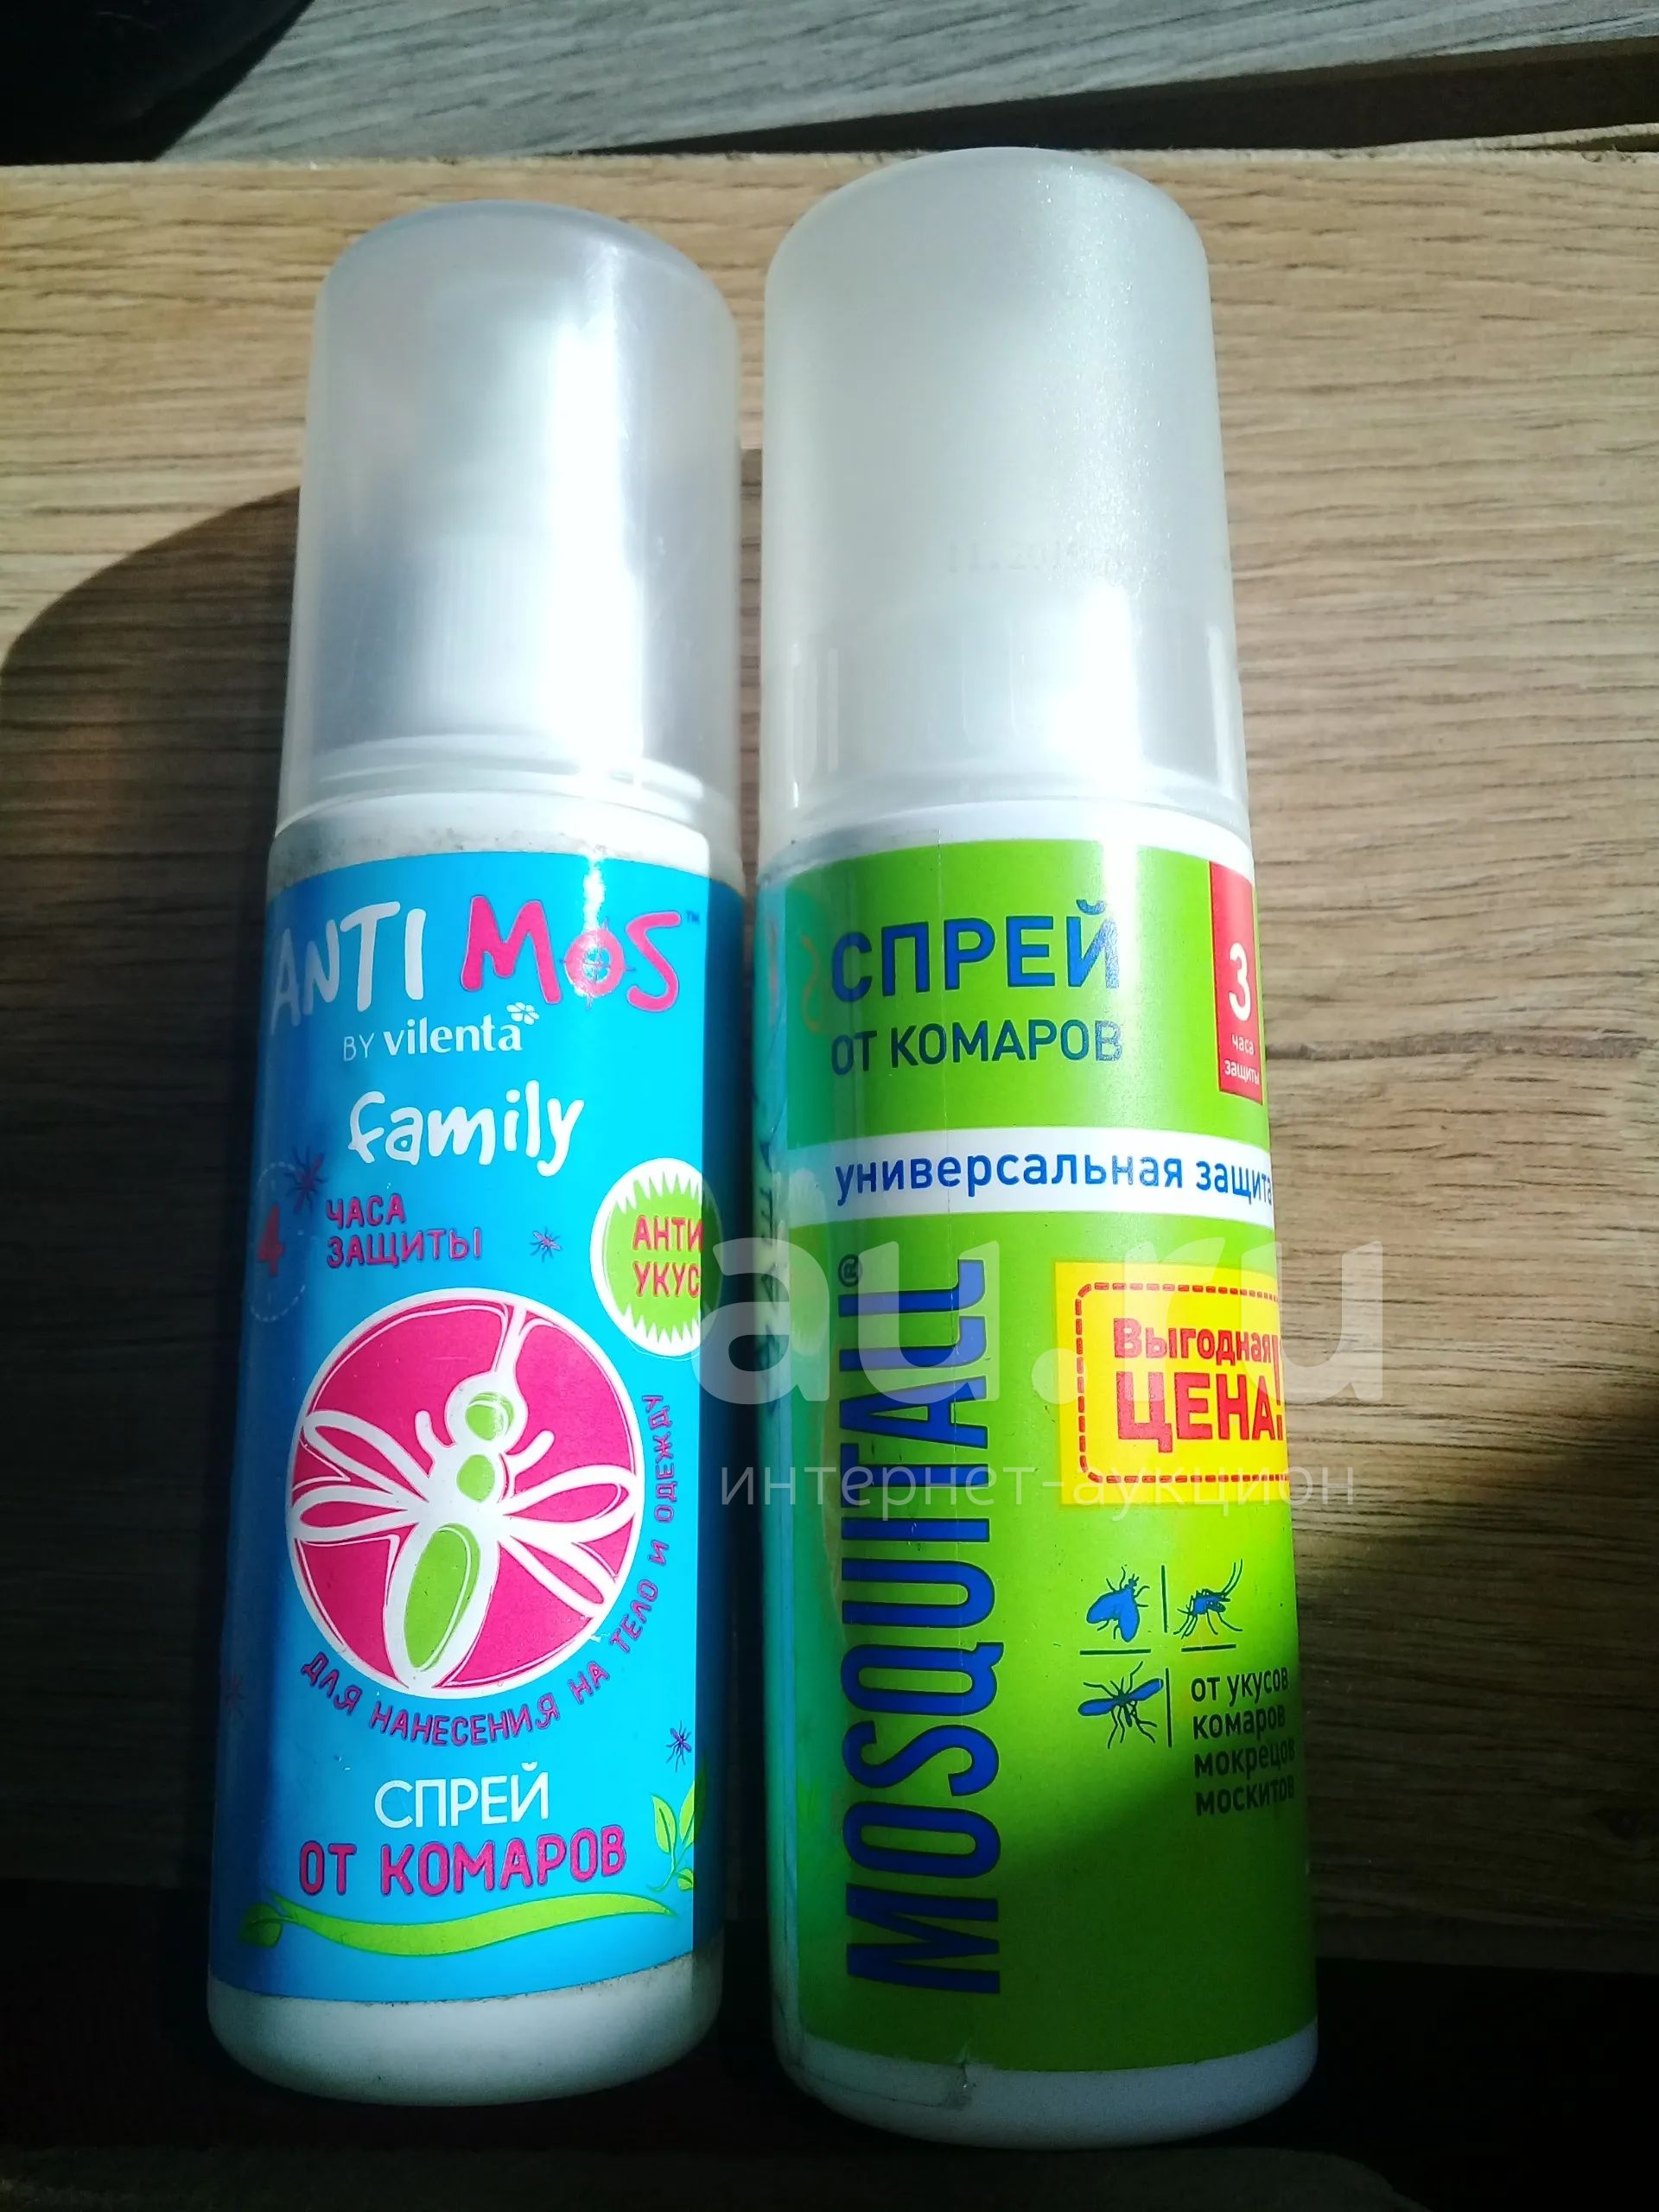 ANTI MOS™
BY vilenta
family
4 ЧАСА
ЗАЩИТЫ
АНТИ
УКУС
ДЛЯ НАНЕСЕНИЯ НА ТЕЛО И ОДЕЖДУ
СПРЕЙ
ОТ КОМАРОВ
СПРЕЙ
ОТ КОМАРОВ
3
часа
защиты
универсальная защита
MOSQUITALL®
Выгодная
ЦЕНА!
от укусов
комаров
мокрецов
москитов
au.ru
интернет-аукцион